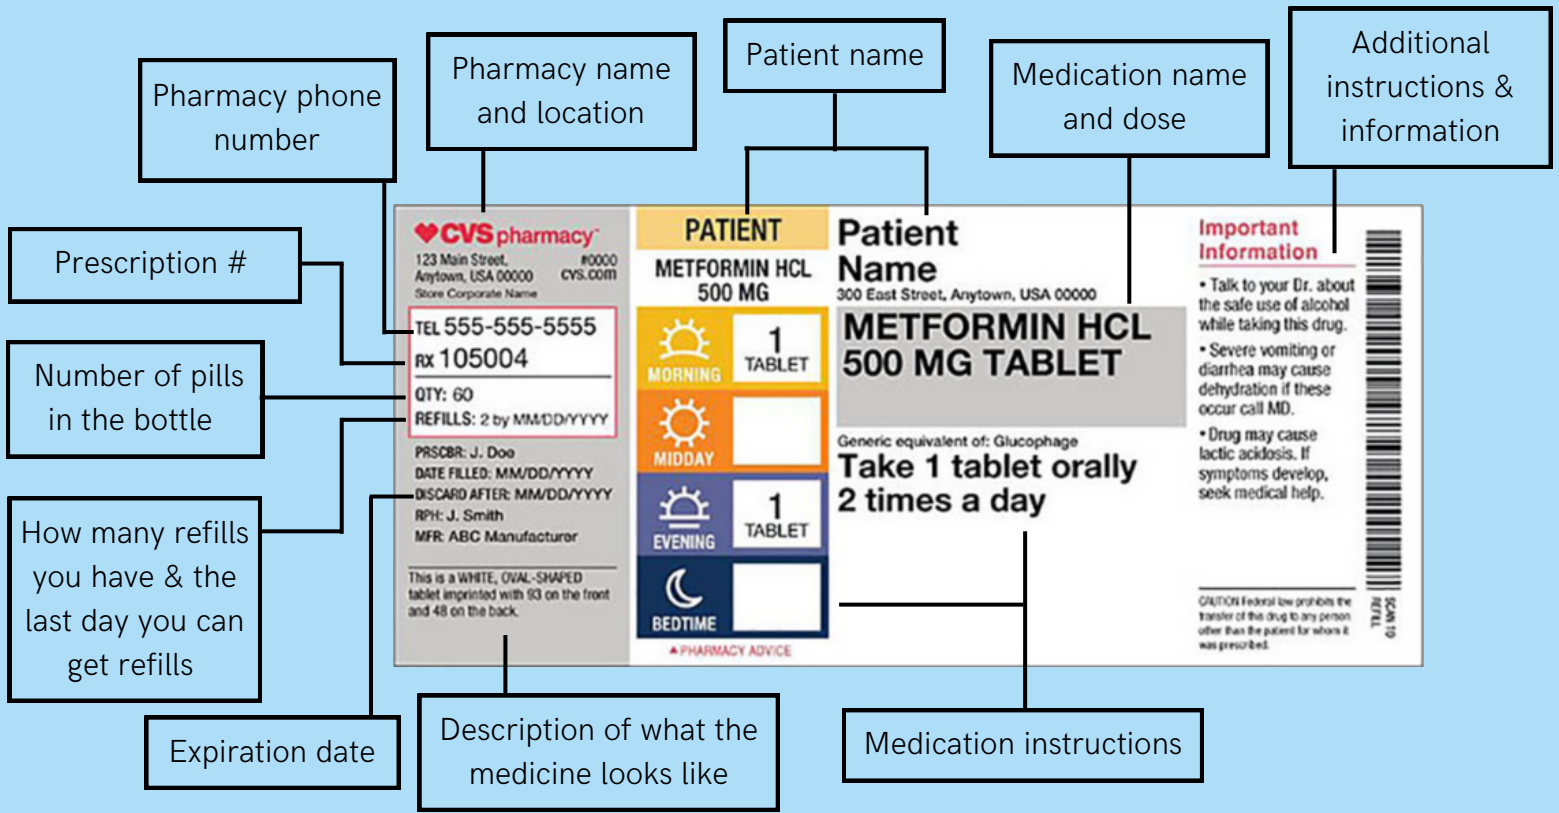 Pharmacy phone
number
Pharmacy name
and location
Patient name
Medication name
and dose
Additional
instructions &
information
Prescription #
Number of pills
in the bottle
How many refills
you have & the
last day you can
get refills
Expiration date
Description of what the
medicine looks like
Medication instructions
CVS pharmacy
123 Main Street, #0000
Anytown, USA 00000 CVS.COM
Store Corporate Name
TEL 555-555-5555
RX 105004
QTY: 60
REFILLS: 2 by MM/DD/YYYY
PRSCBR: J. Doe
DATE FILLED: MM/DD/YYYY
DISCARD AFTER: MM/DD/YYYY
RPH: J. Smith
MFR: ABC Manufacturer
This is a WHITE, OVAL-SHAPED
tablet imprinted with 93 on the front
and 48 on the back.
PATIENT
METFORMIN HCL
500 MG
MORNING
1
TABLET
MIDDAY
EVENING
1
TABLET
BEDTIME
▲PHARMACY ADVICE
Patient
Name
300 East Street, Anytown, USA 00000
METFORMIN HCL
500 MG TABLET
Generic equivalent of: Glucophage
Take 1 tablet orally
2 times a day
Important
Information
• Talk to your Dr. about
the safe use of alcohol
while taking this drug.
• Severe vomiting or
diarrhea may cause
dehydration if these
occur call MD.
• Drug may cause
lactic acidosis. If
symptoms develop,
seek medical help.
CAUTION Federal law prohibits the
transfer of this drug to any person
other than the patient for whom it
was prescribed.
SCAN TO
REFILL